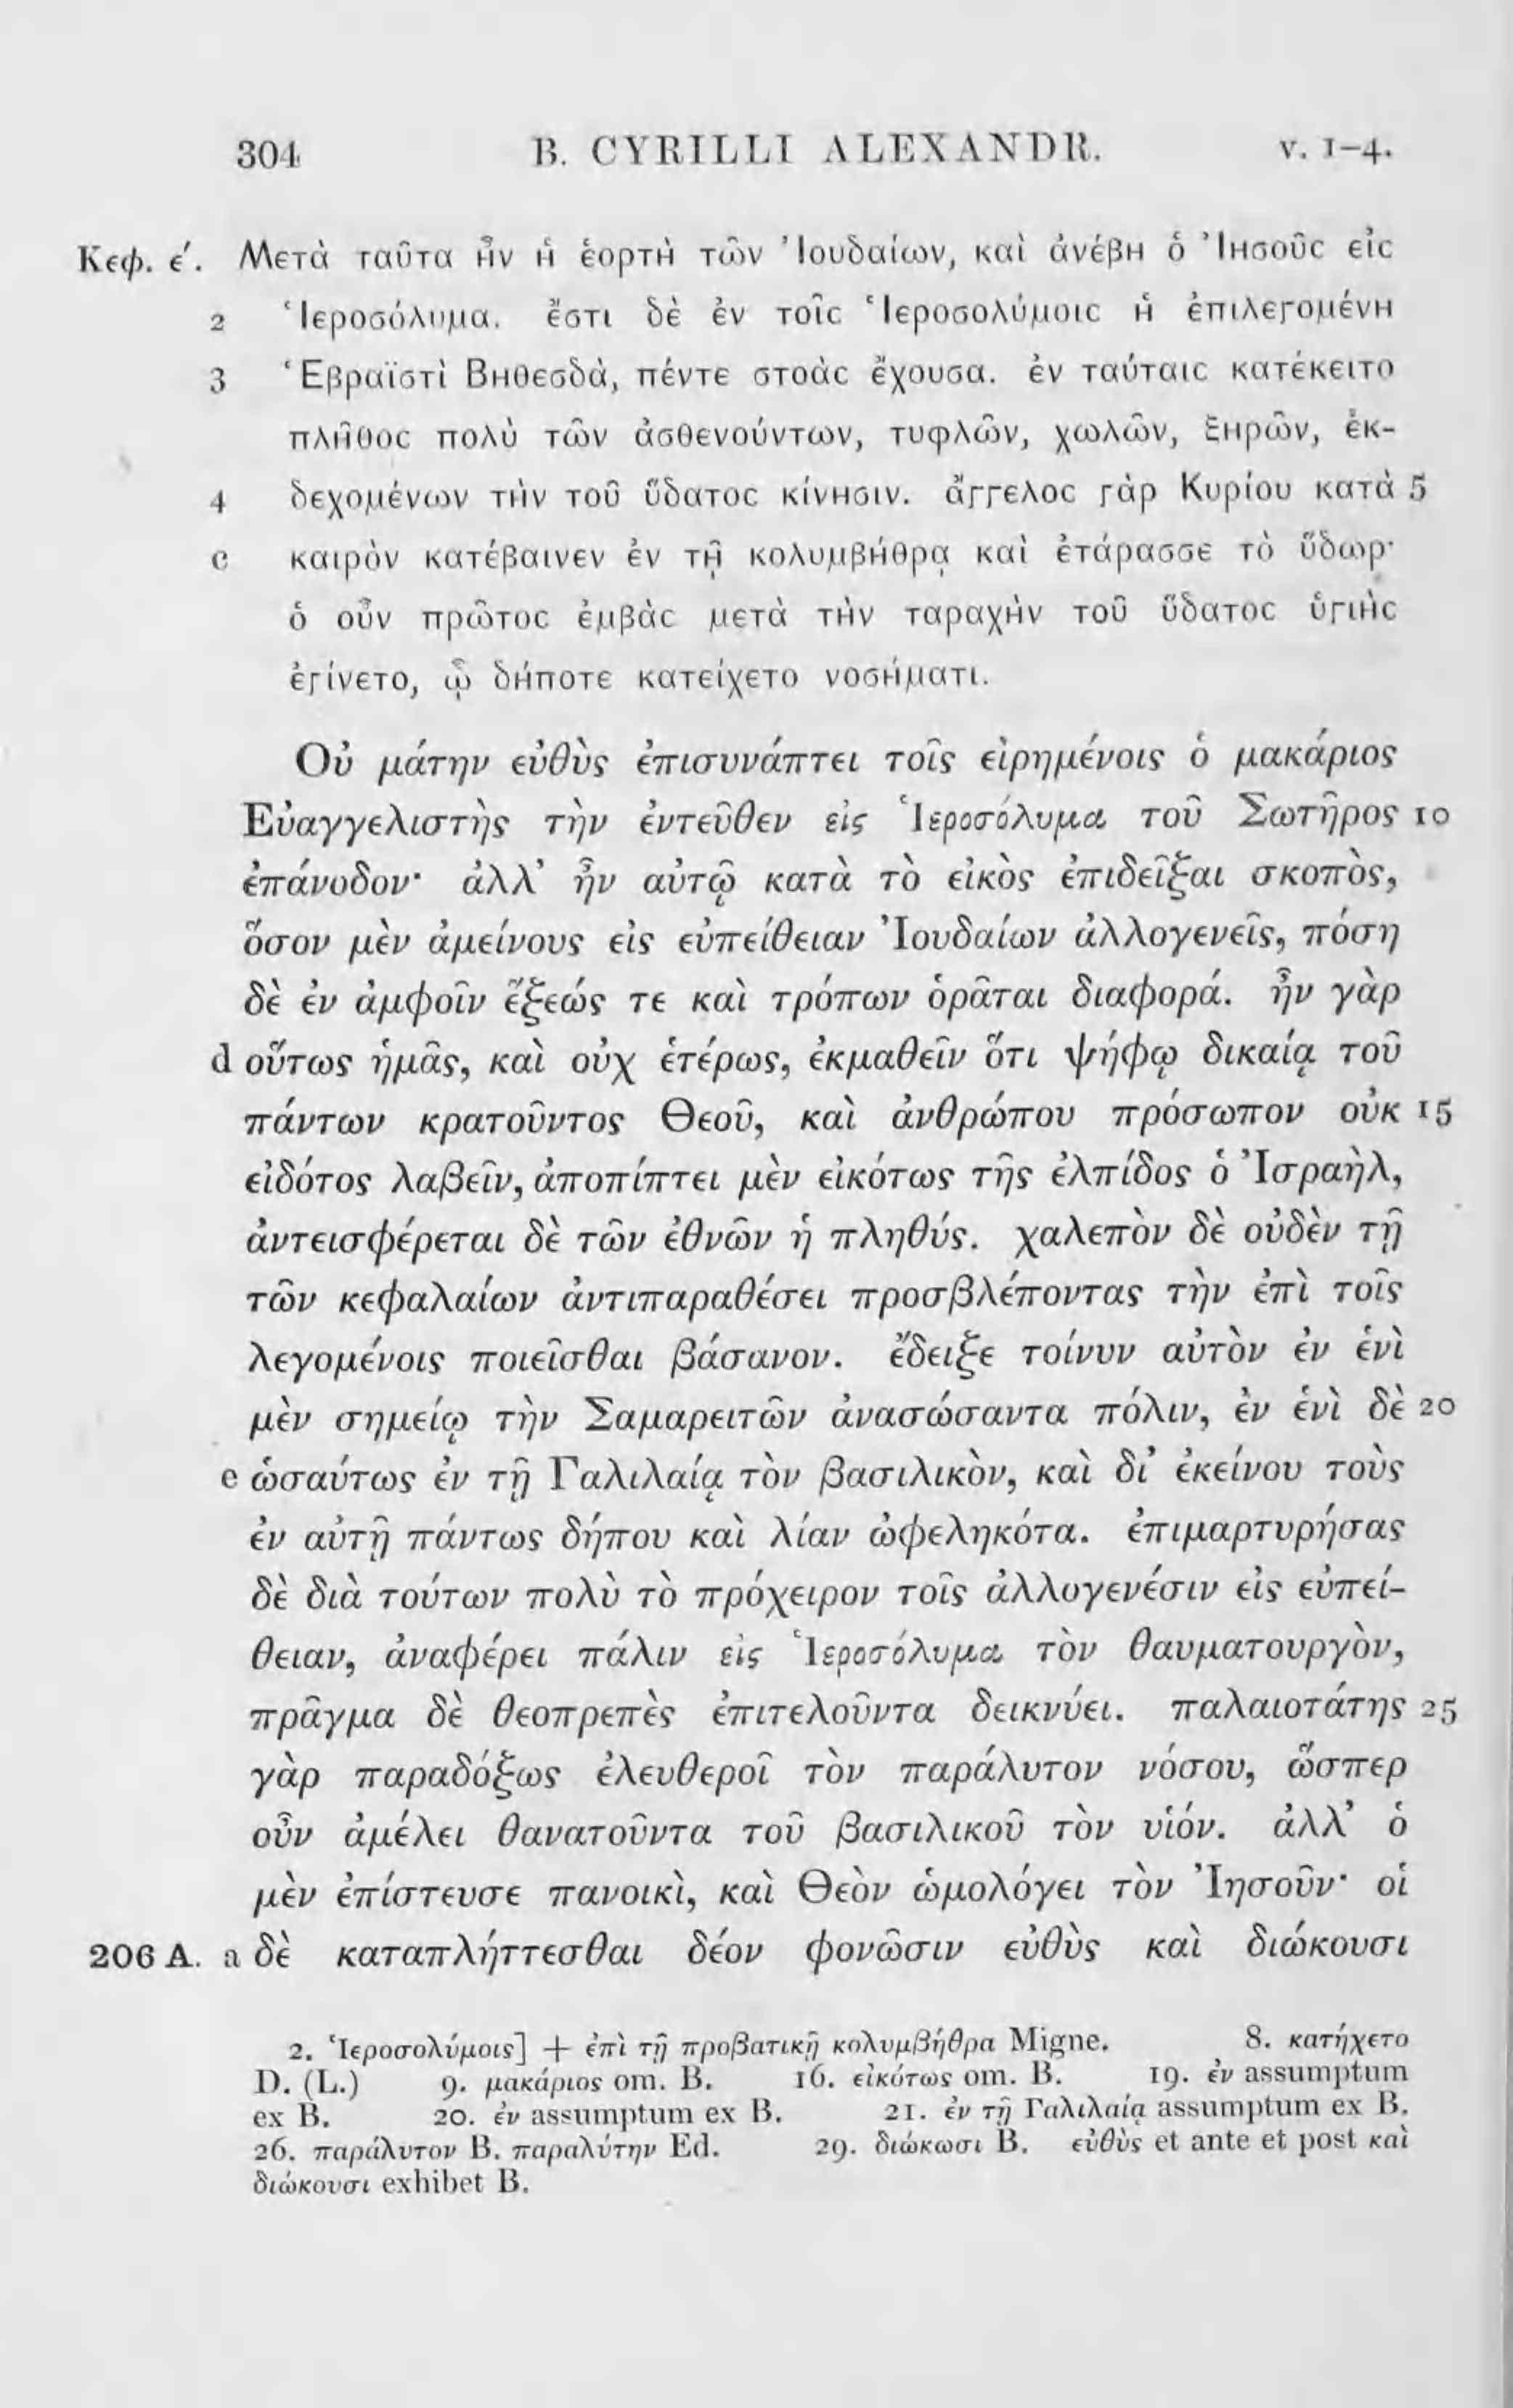 304 B. CYRILLI ALEXANDR. v. 1–4.
Κεφ. ε΄. Μετὰ ταῦτα ἦν ἡ ἑορτὴ τῶν Ἰουδαίων, καὶ ἀνέβη ὁ Ἰησοῦς εἰς
2 Ἱεροσόλυμα. ἔστι δὲ ἐν τοῖς Ἱεροσολύμοις ἡ ἐπιλεγομένη
3 Ἑβραϊστὶ Βηθεσδὰ, πέντε στοὰς ἔχουσα. ἐν ταύταις κατέκειτο
πλῆθος πολὺ τῶν ἀσθενούντων, τυφλῶν, χωλῶν, ξηρῶν, ἐκ-
4 δεχομένων τὴν τοῦ ὕδατος κίνησιν. ἄγγελος γὰρ Κυρίου κατὰ 5
c καιρὸν κατέβαινεν ἐν τῇ κολυμβήθρᾳ καὶ ἐτάρασσε τὸ ὕδωρ·
ὁ οὖν πρῶτος ἐμβὰς μετὰ τὴν ταραχὴν τοῦ ὕδατος ὑγιὴς
ἐγίνετο, ᾧ δήποτε κατείχετο νοσήματι.
Οὐ μάτην εὐθὺς ἐπισυνάπτει τοῖς εἰρημένοις ὁ μακάριος
Εὐαγγελιστὴς τὴν ἐντεῦθεν εἰς Ἱεροσόλυμα τοῦ Σωτῆρος 10
ἐπάνοδον· ἀλλ’ ἦν αὐτῷ κατὰ τὸ εἰκὸς ἐπιδεῖξαι σκοπὸς,
ὅσον μὲν ἀμείνους εἰς εὐπείθειαν Ἰουδαίων ἀλλογενεῖς, πόση
δὲ ἐν ἀμφοῖν ἕξεώς τε καὶ τρόπων ὁρᾶται διαφορά. ἦν γὰρ
d οὕτως ἡμᾶς, καὶ οὐχ ἑτέρως, ἐκμαθεῖν ὅτι ψήφῳ δικαίᾳ τοῦ
πάντων κρατοῦντος Θεοῦ, καὶ ἀνθρώπου πρόσωπον οὐκ 15
εἰδότος λαβεῖν, ἀποπίπτει μὲν εἰκότως τῆς ἐλπίδος ὁ Ἰσραὴλ,
ἀντεισφέρεται δὲ τῶν ἐθνῶν ἡ πληθύς. χαλεπὸν δὲ οὐδὲν τῇ
τῶν κεφαλαίων ἀντιπαραθέσει προσβλέποντας τὴν ἐπὶ τοῖς
λεγομένοις ποιεῖσθαι βάσανον. ἔδειξε τοίνυν αὐτὸν ἐν ἑνὶ
μὲν σημείῳ τὴν Σαμαρειτῶν ἀνασώσαντα πόλιν, ἐν ἑνὶ δὲ 20
e ὡσαύτως ἐν τῇ Γαλιλαίᾳ τὸν βασιλικὸν, καὶ δι’ ἐκείνου τοὺς
ἐν αὐτῇ πάντως δήπου καὶ λίαν ὠφεληκότα. ἐπιμαρτυρήσας
δὲ διὰ τούτων πολὺ τὸ πρόχειρον τοῖς ἀλλογενέσιν εἰς εὐπεί-
θειαν, ἀναφέρει πάλιν εἰς Ἱεροσόλυμα τὸν θαυματουργὸν,
πρᾶγμα δὲ θεοπρεπὲς ἐπιτελοῦντα δεικνύει. παλαιοτάτης 25
γὰρ παραδόξως ἐλευθεροῖ τὸν παράλυτον νόσου, ὥσπερ
οὖν ἀμέλει θανατοῦντα τοῦ βασιλικοῦ τὸν υἱόν. ἀλλ’ ὁ
μὲν ἐπίστευσε πανοικὶ, καὶ Θεὸν ὡμολόγει τὸν Ἰησοῦν· οἱ
206 A. a δὲ καταπλήττεσθαι δέον φονῶσιν εὐθὺς καὶ διώκουσι
2. Ἱεροσολύμοις] + ἐπὶ τῇ προβατικῇ κολυμβήθρα Migne. 8. κατήχετο
D. (L.) 9. μακάριος om. B. 16. εἰκότως om. B. 19. ἐν assumptum
ex B. 20. ἐν assumptum ex B. 21. ἐν τῇ Γαλιλαίᾳ assumptum ex B.
26. παράλυτον B. παραλύτην Ed. 29. διώκωσι B. εὐθὺς et ante et post καὶ
διώκουσι exhibet B.